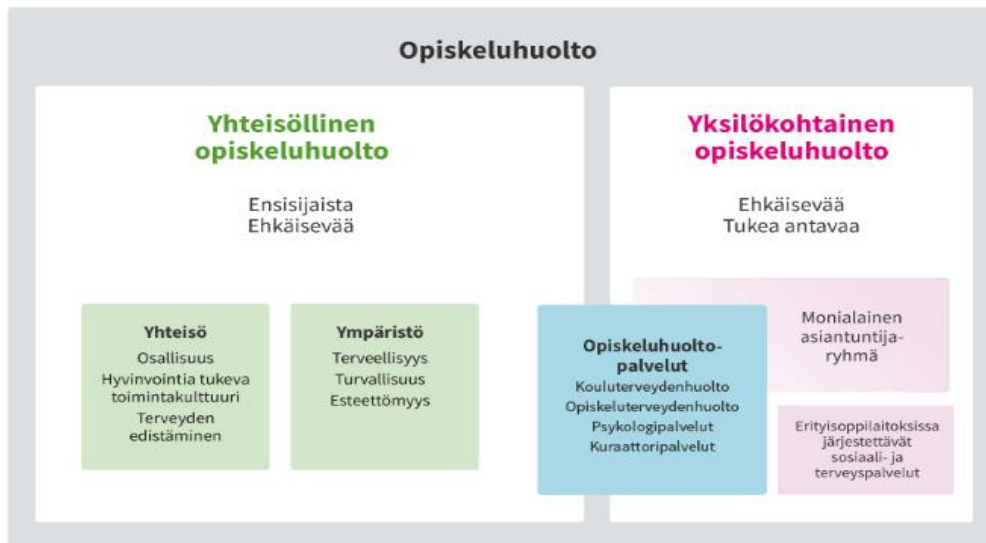 Opiskeluhuolto
Yhteisöllinen
opiskeluhuolto
Ensisijaista
Ehkäisevää
Yhteisö
Osallisuus
Hyvinvointia tukeva
toimintakulttuuri
Terveyden
edistäminen
Ympäristö
Terveellisyys
Turvallisuus
Esteettömyys
Opiskeluhuolto-
palvelut
Kouluterveydenhuolto
Opiskeluterveydenhuolto
Psykologipalvelut
Kuraattoripalvelut
Yksilökohtainen
opiskeluhuolto
Ehkäisevää
Tukea antavaa
Monialainen
asiantuntija-
ryhmä
Erityisoppilaitoksissa
järjestettävät
sosiaali- ja
terveyspalvelut